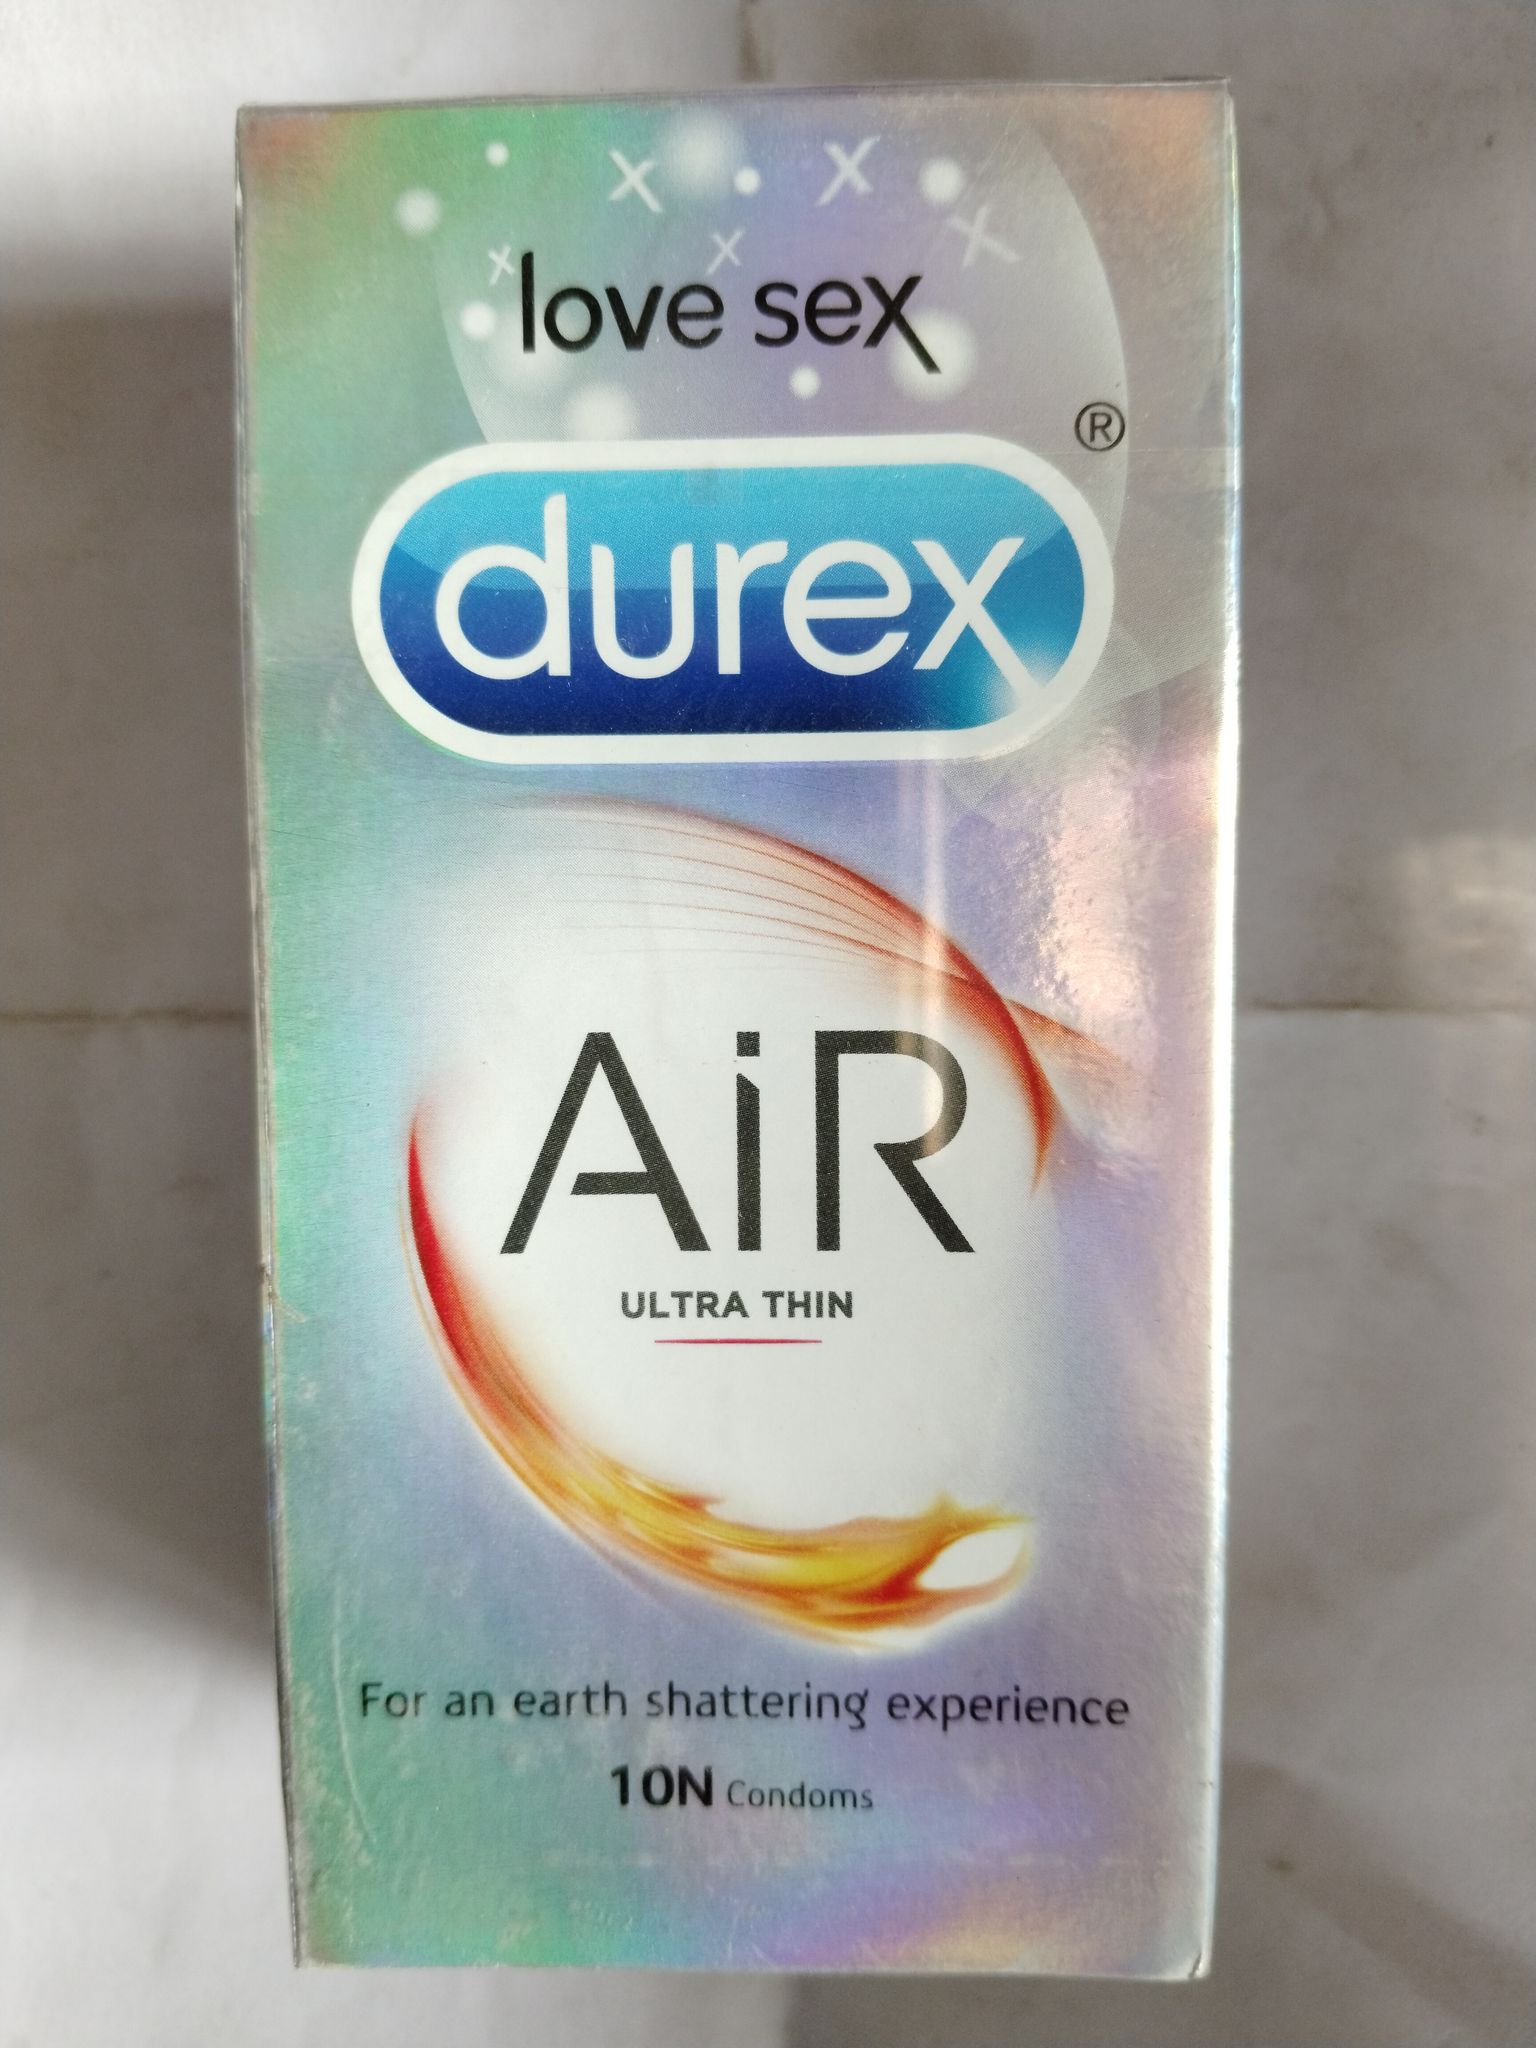 love sex
®
durex
AiR
ULTRA THIN
For an earth shattering experience
10N Condoms